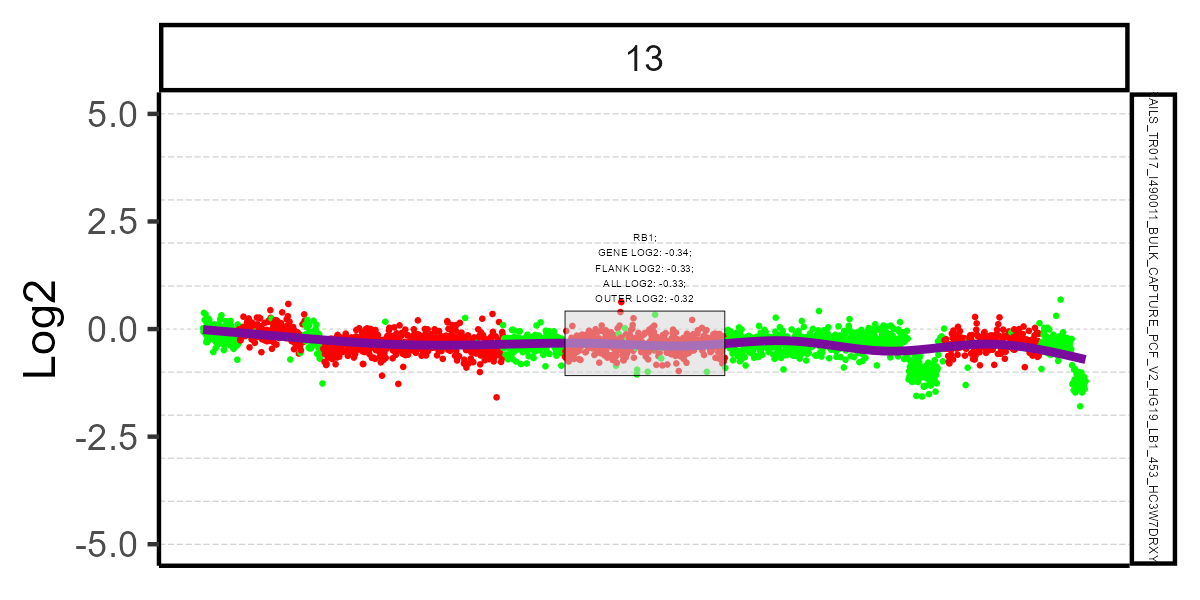 13
5.0
2.5
0.0
-2.5
-5.0
Log2
RB1;
GENE LOG2: -0.34;
FLANK LOG2: -0.33;
ALL LOG2: -0.33;
OUTER LOG2: -0.32
AILS_TR017_I490011_BULK_CAPTURE_PCF_V2_HG19_LB1_453_HC3W7DRXY